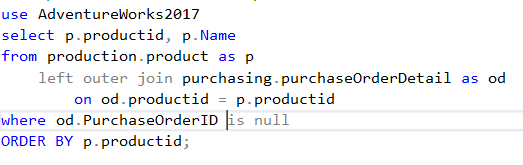 use AdventureWorks2017
select p.productid, p.Name
from production.product as p
left outer join purchasing.purchaseOrderDetail as od
on od.productid = p.productid
where od.PurchaseOrderID is null
ORDER BY p.productid;